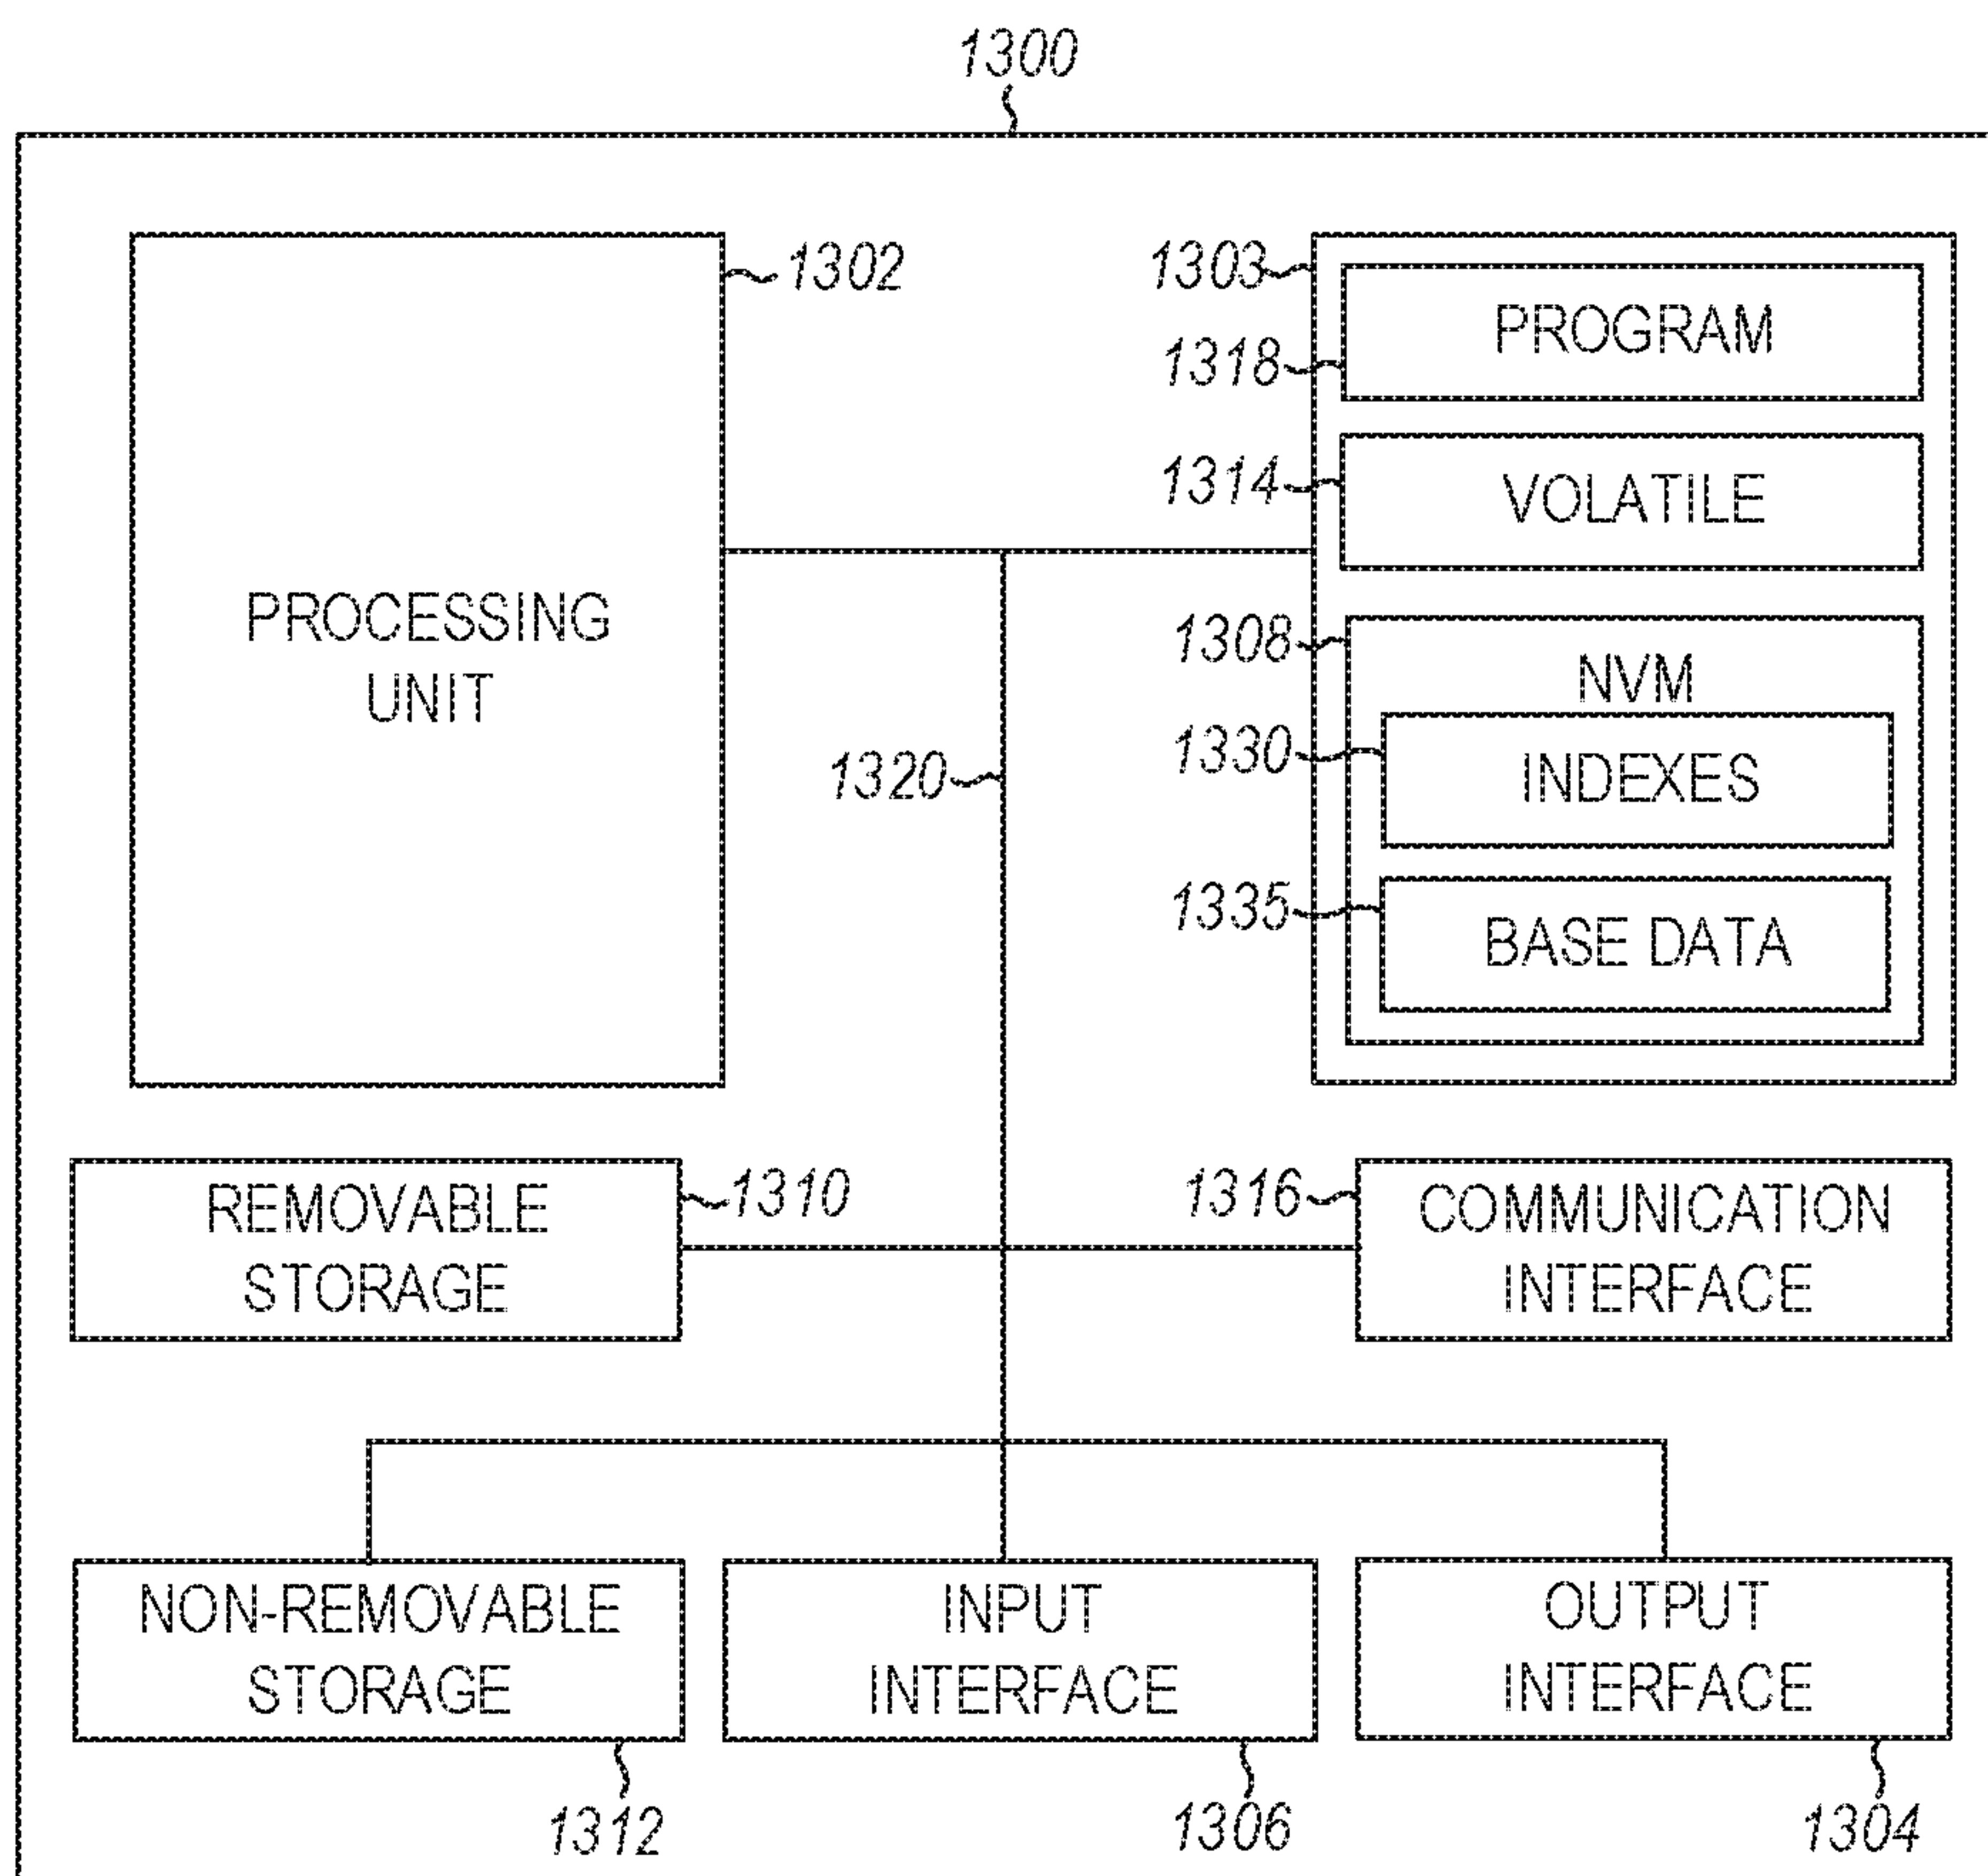 1300
1302
1303
PROGRAM
1318
1314
VOLATILE
PROCESSING
UNIT
1308
NVM
1330
INDEXES
1320
1335
BASE DATA
REMOVABLE
STORAGE
1310
1316
COMMUNICATION
INTERFACE
NON-REMOVABLE
STORAGE
INPUT
INTERFACE
OUTPUT
INTERFACE
1312
1306
1304